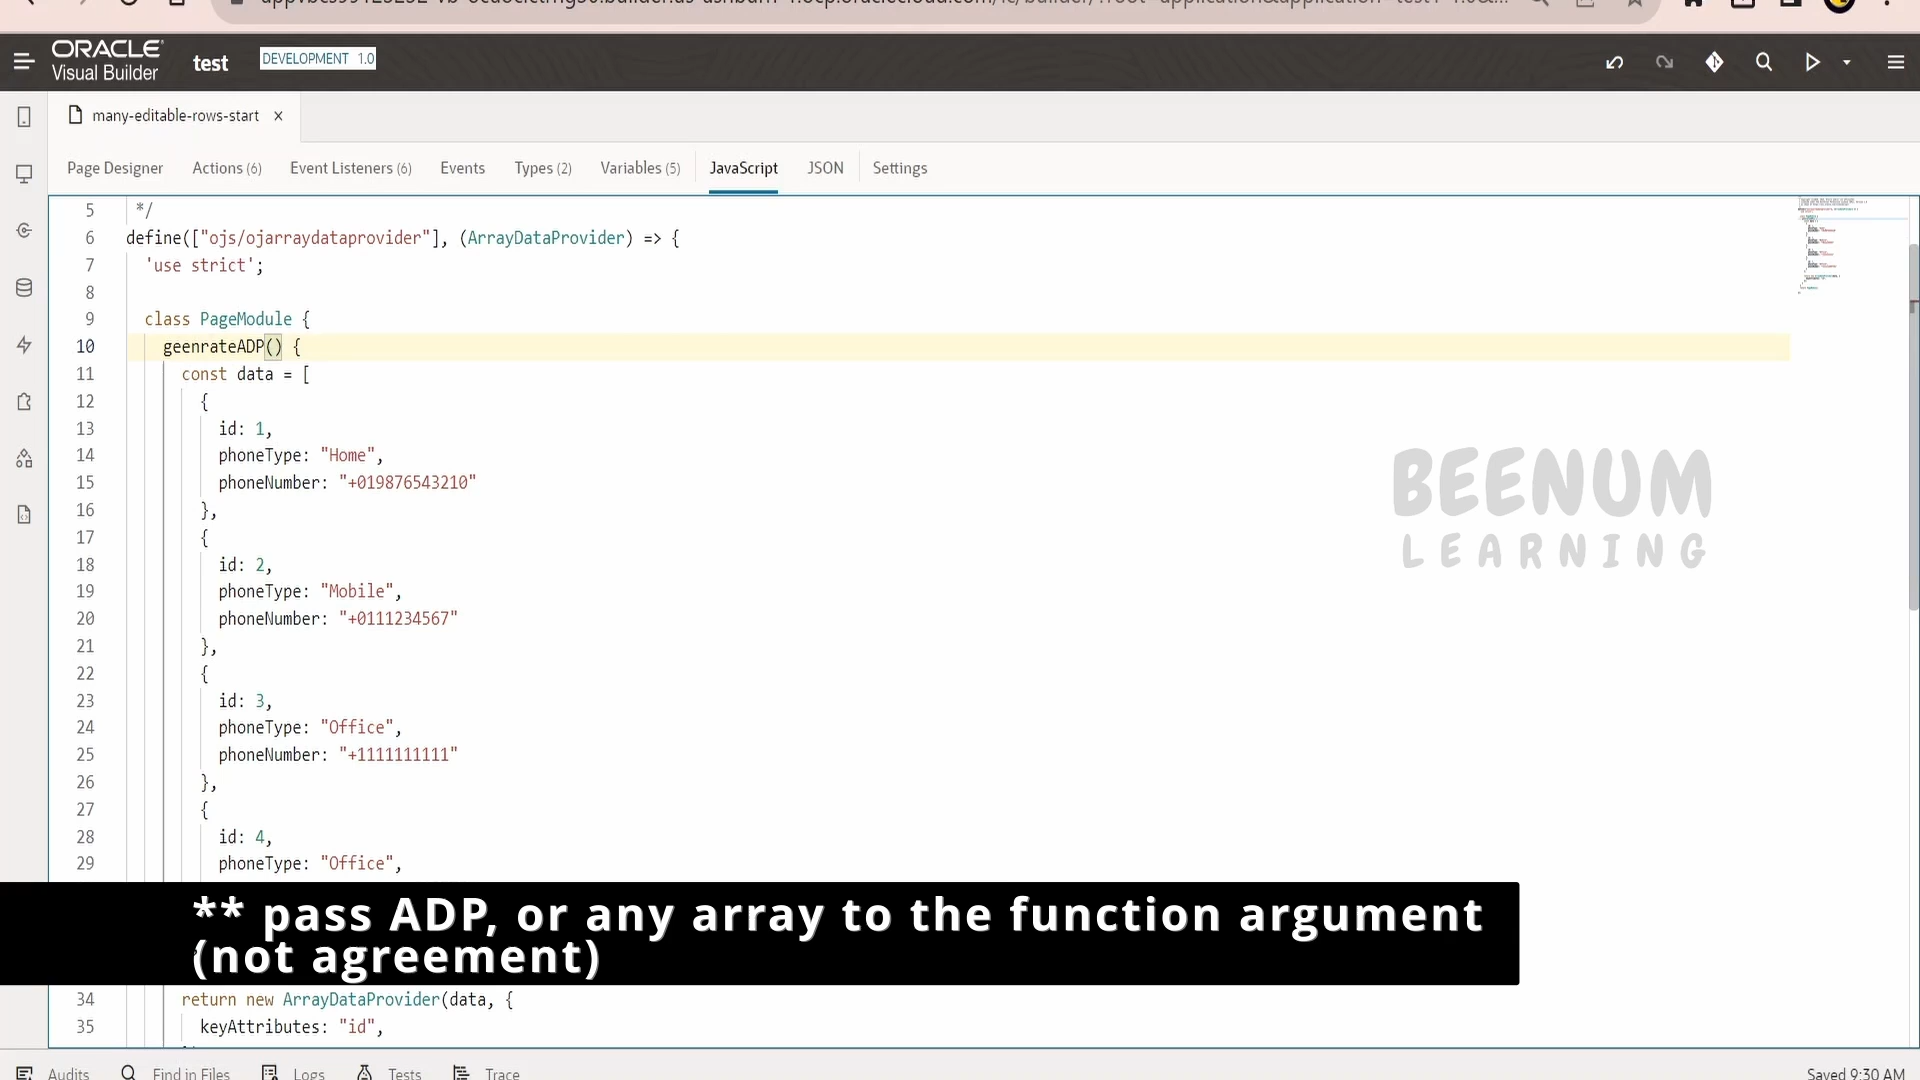 ORACLE
Visual Builder
test
DEVELOPMENT 1.0
many-editable-rows-start ×
Page Designer Actions (6) Event Listeners (6) Events Types (2) Variables (5) JavaScript JSON Settings
5 */
6 define(["ojs/ojarraydataprovider"], (ArrayDataProvider) => {
7 'use strict';
8
9 class PageModule {
10 geenrateADP() {
11 const data = [
12 {
13 id: 1,
14 phoneType: "Home",
15 phoneNumber: "+019876543210"
16 },
17 {
18 id: 2,
19 phoneType: "Mobile",
20 phoneNumber: "+0111234567"
21 },
22 {
23 id: 3,
24 phoneType: "Office",
25 phoneNumber: "+1111111111"
26 },
27 {
28 id: 4,
29 phoneType: "Office",
BEENUM
LEARNING
** pass ADP, or any array to the function argument
(not agreement)
34 return new ArrayDataProvider(data, {
35 keyAttributes: "id",
Audits Find in Files Logs Tests Trace Saved 9:30 AM